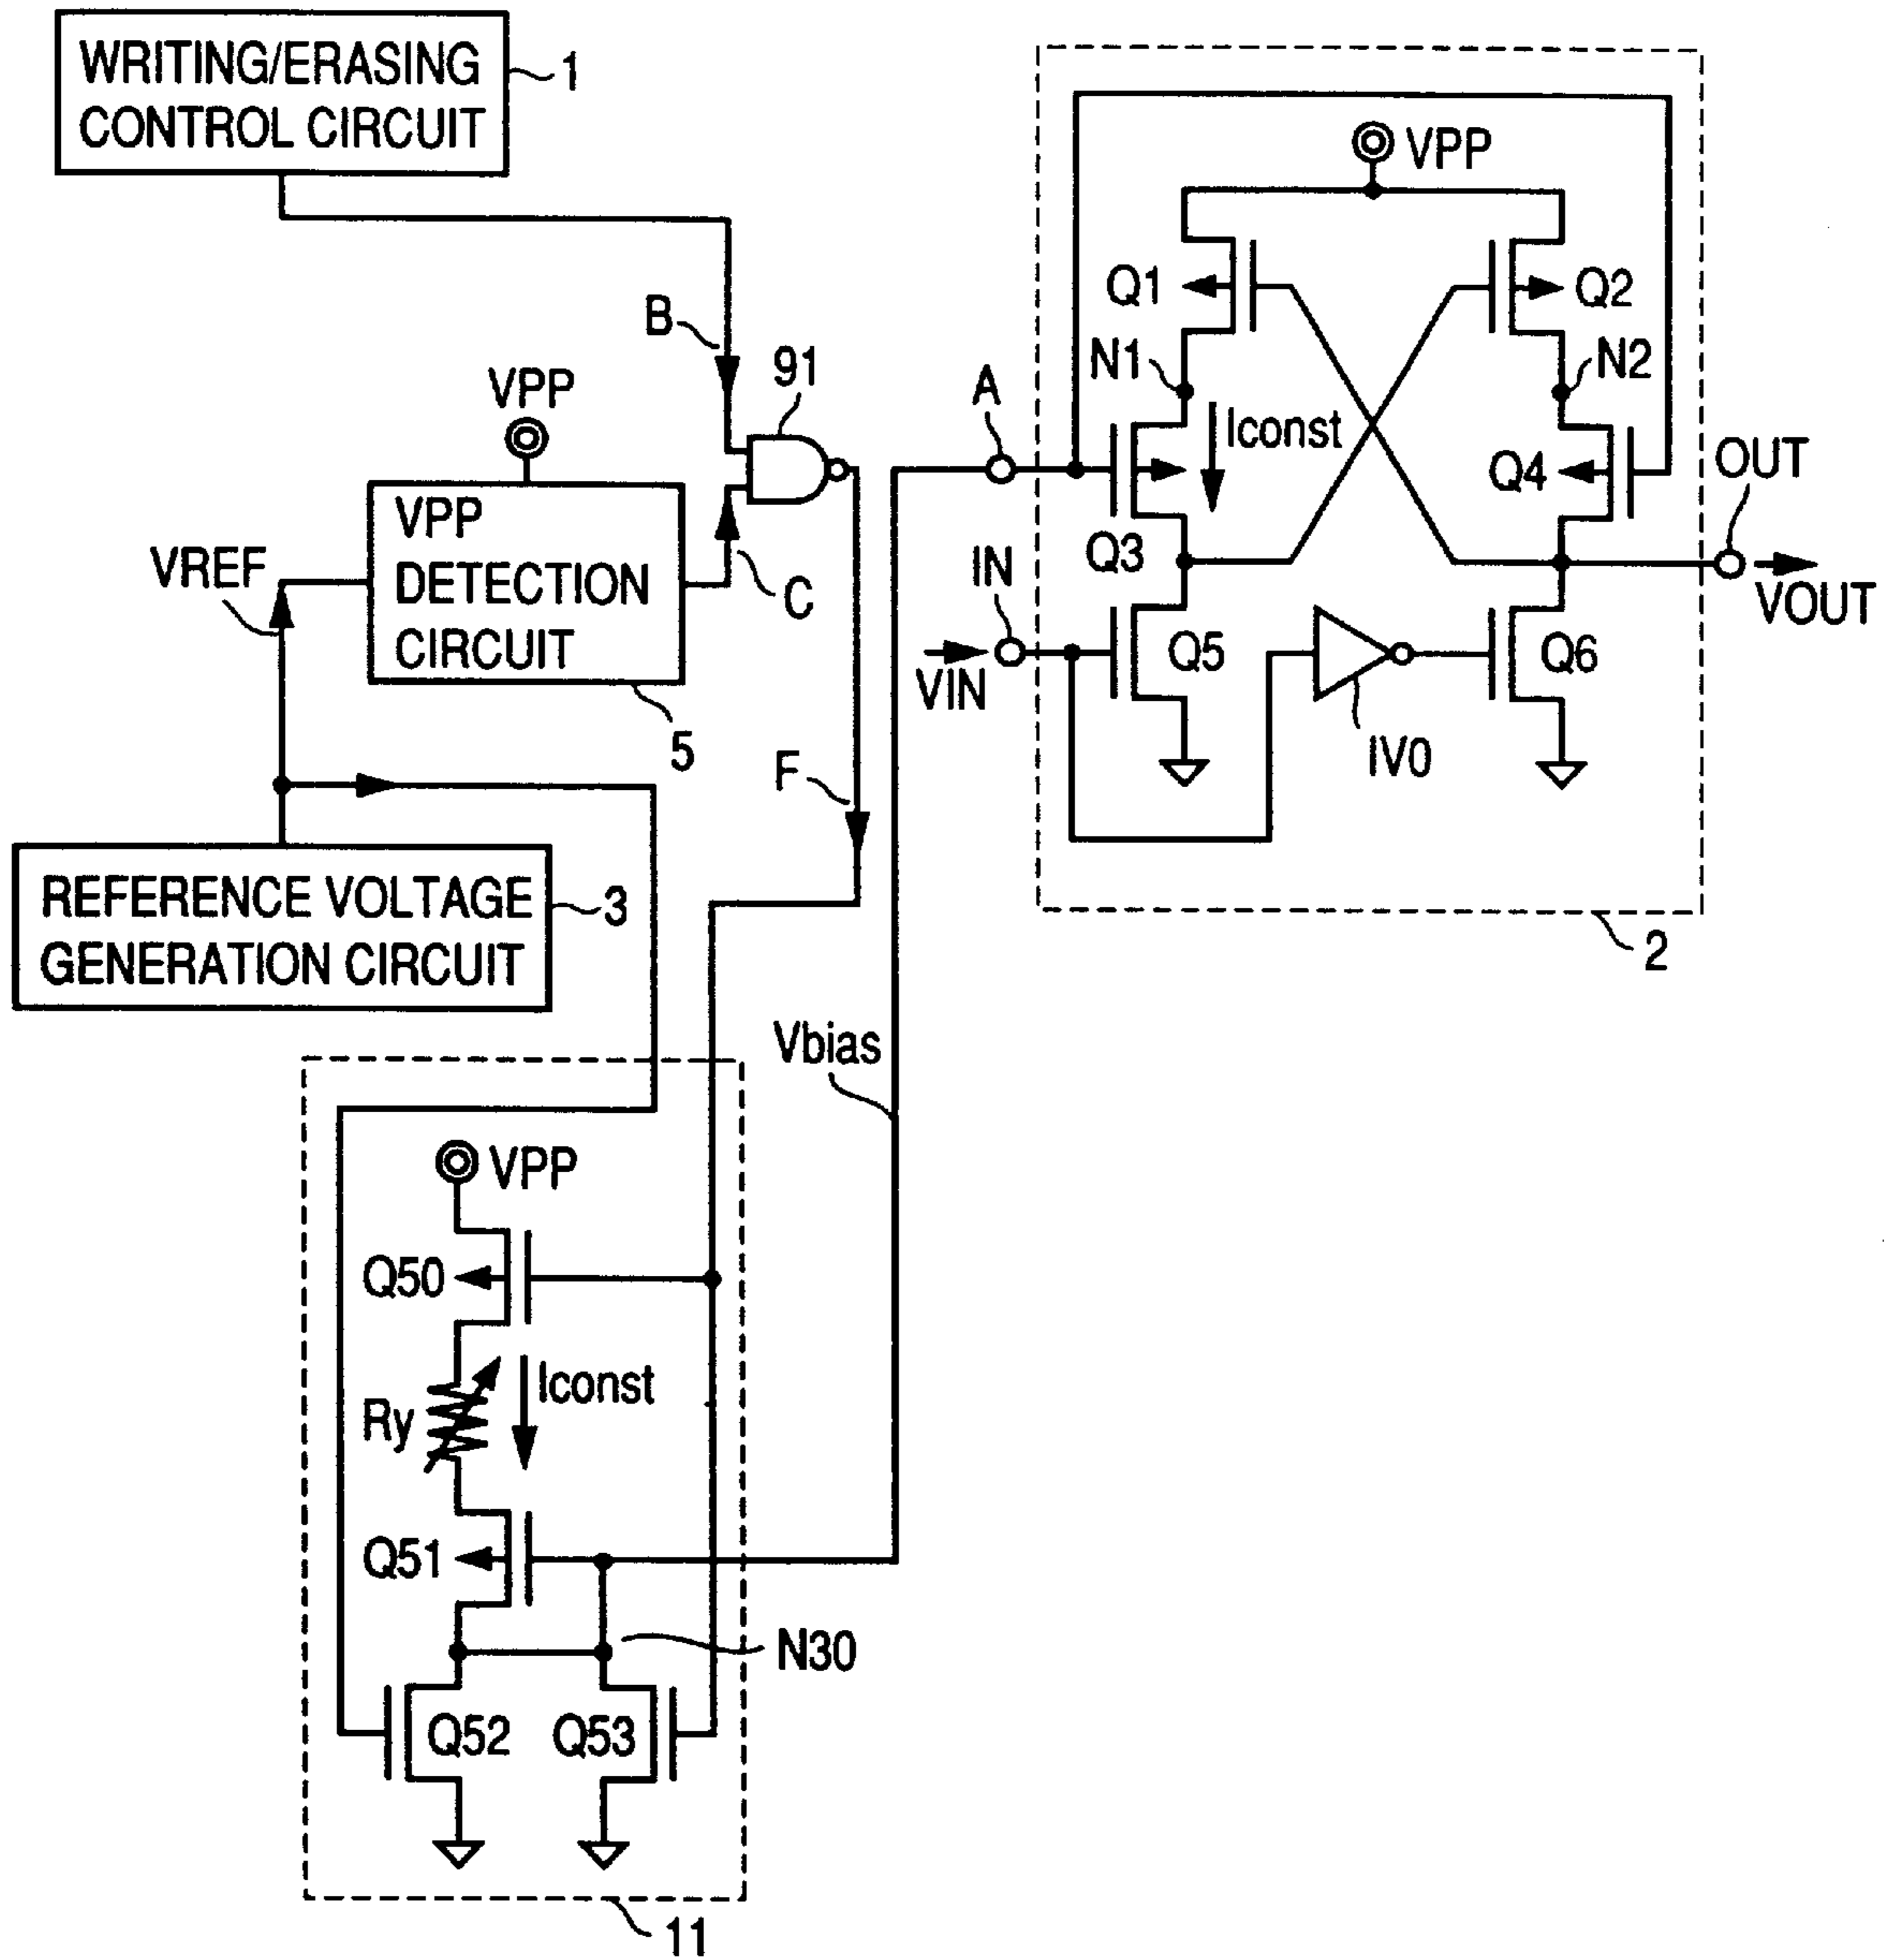 WRITING/ERASING
CONTROL CIRCUIT
1
VPP
B
91
Q1
Q2
N1
N2
VPP
A
Iconst
Q4
OUT
VPP
DETECTION
CIRCUIT
VREF
C
Q3
IN
VOUT
VIN
Q5
Q6
5
IV0
F
REFERENCE VOLTAGE
GENERATION CIRCUIT
3
2
Vbias
VPP
Q50
Iconst
Ry
Q51
N30
Q52
Q53
11